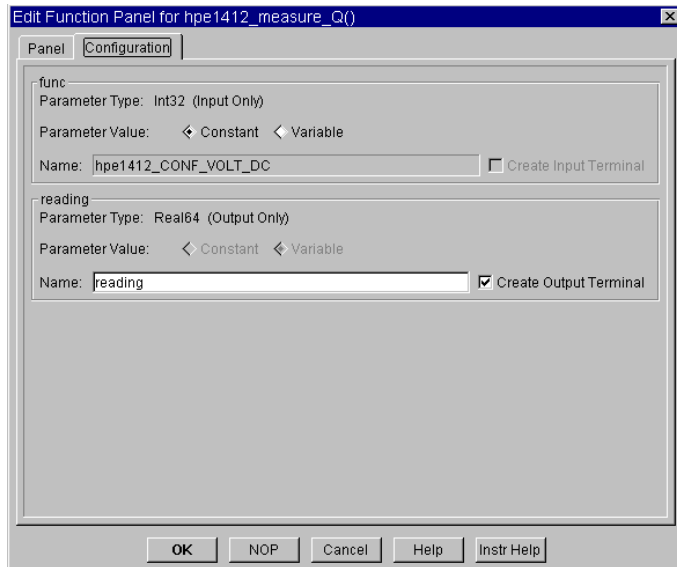 Edit Function Panel for hpe1412_measure_Q()
Panel Configuration
func
Parameter Type: Int32 (Input Only)
Parameter Value: Constant Variable
Name: hpe1412_CONF_VOLT_DC Create Input Terminal
reading
Parameter Type: Real64 (Output Only)
Parameter Value: Constant Variable
Name: reading Create Output Terminal
OK NOP Cancel Help Instr Help